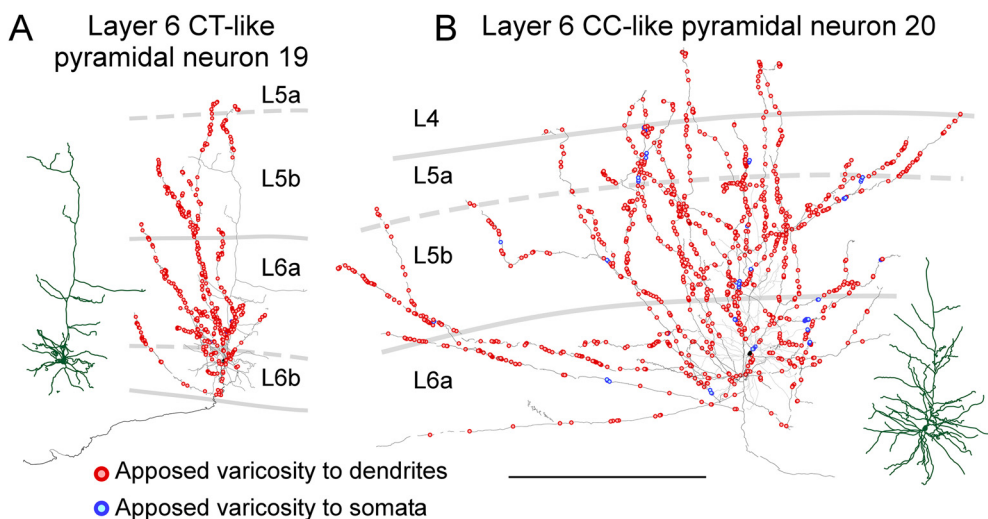 A
Layer 6 CT-like
pyramidal neuron 19
L5a
L5b
L6a
L6b
B
Layer 6 CC-like pyramidal neuron 20
L4
L5a
L5b
L6a
Apposed varicosity to dendrites
Apposed varicosity to somata